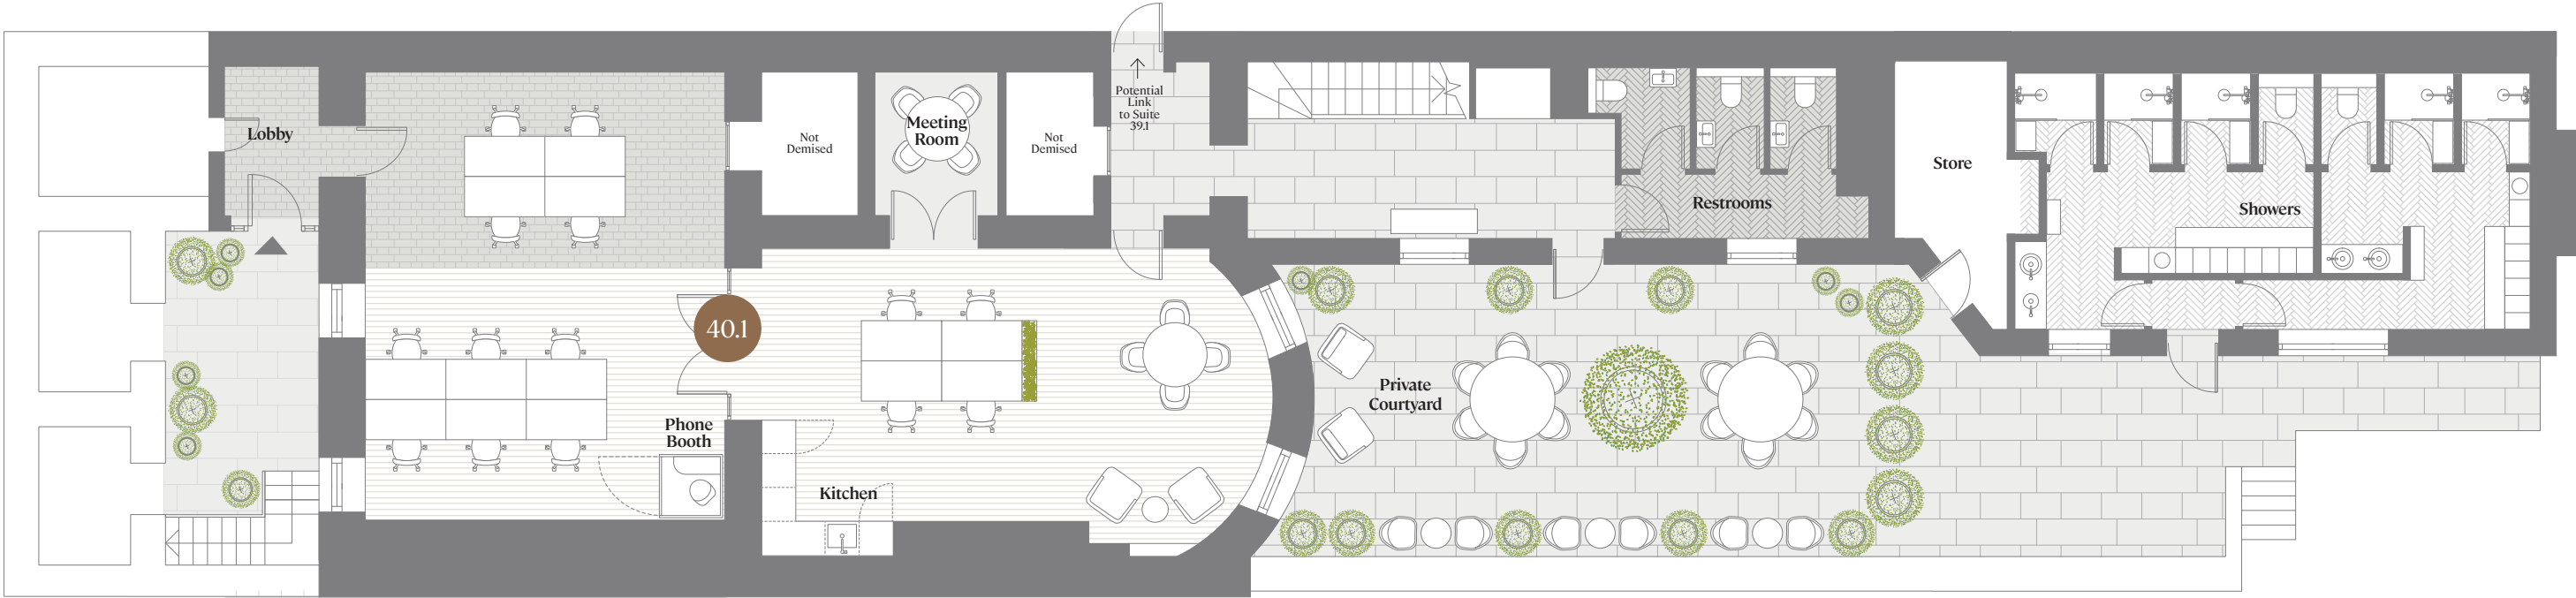 Lobby
Not
Demised
Meeting
Room
Not
Demised
Potential
Link
to Suite
39.1
Restrooms
Store
Showers
40.1
Phone
Booth
Kitchen
Private
Courtyard